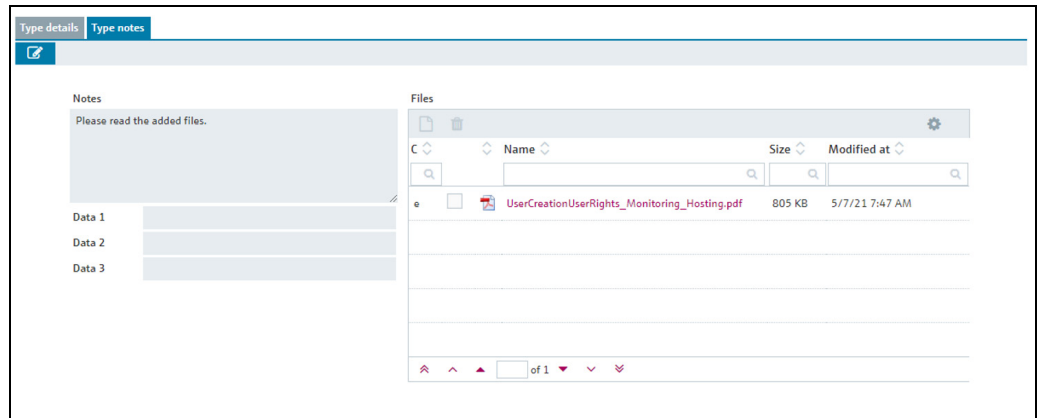 Type details Type notes
Notes
Please read the added files.
Data 1
Data 2
Data 3
Files
C Name Size Modified at
e UserCreationUserRights_Monitoring_Hosting.pdf 805 KB 5/7/21 7:47 AM
of 1